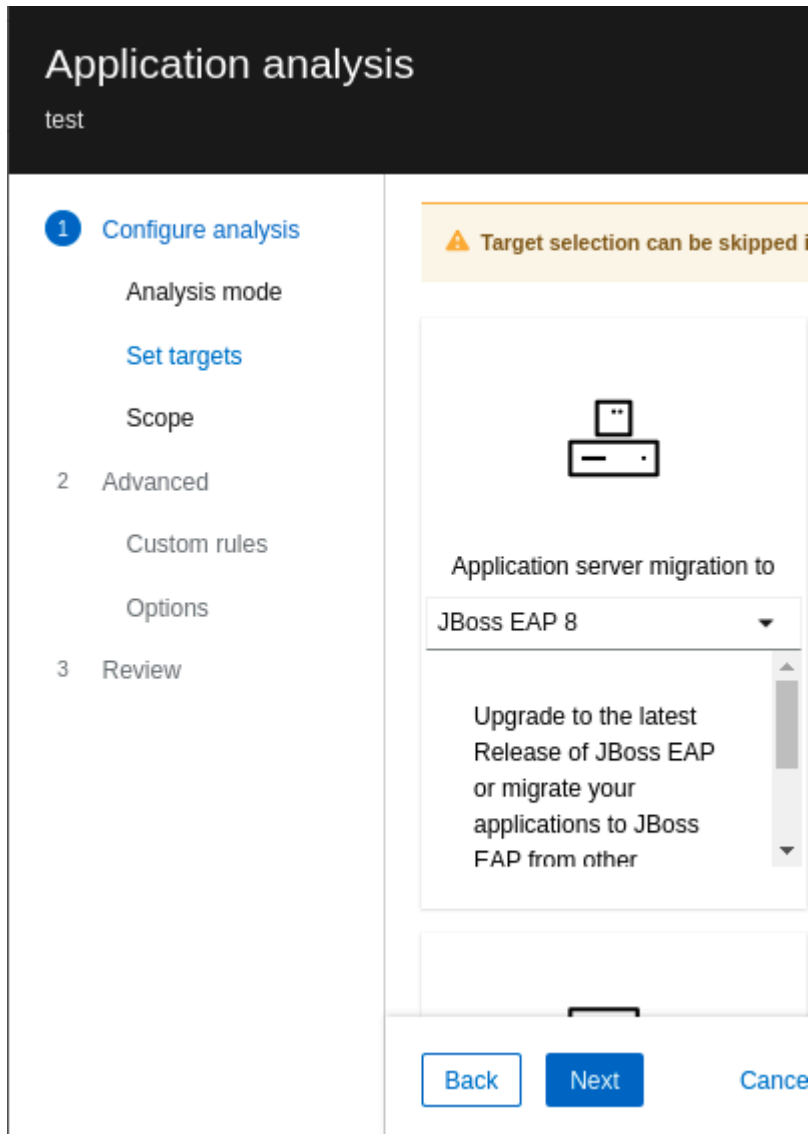 Application analysis
test
1 Configure analysis
Analysis mode
Set targets
Scope
2 Advanced
Custom rules
Options
3 Review
Target selection can be skipped i
Application server migration to
JBoss EAP 8
Upgrade to the latest
Release of JBoss EAP
or migrate your
applications to JBoss
EAP from other
Back Next Cance